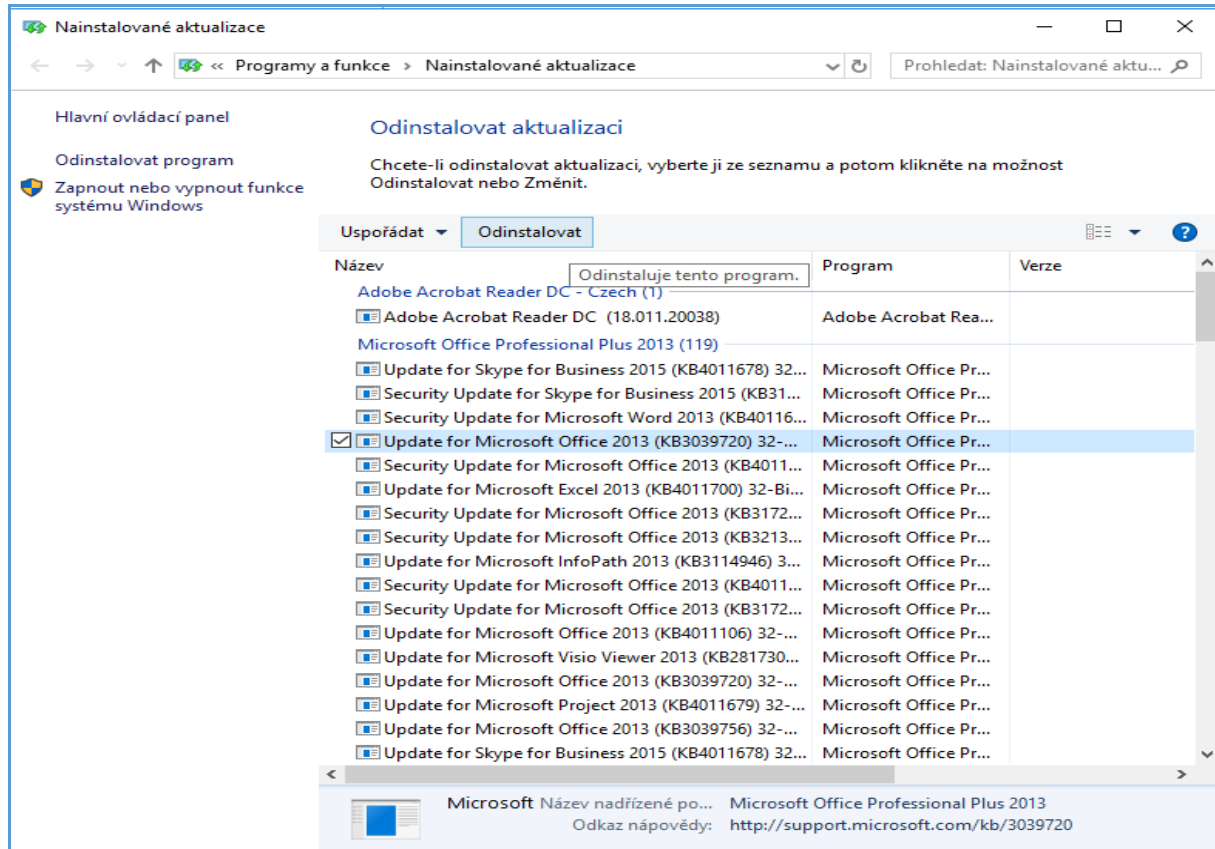 Nainstalované aktualizace
« Programy a funkce > Nainstalované aktualizace
Prohledat: Nainstalované aktu...
Hlavní ovládací panel
Odinstalovat program
Zapnout nebo vypnout funkce
systému Windows
Odinstalovat aktualizaci
Chcete-li odinstalovat aktualizaci, vyberte ji ze seznamu a potom klikněte na možnost
Odinstalovat nebo Změnit.
Uspořádat Odinstalovat ?
Název Program Verze
Odinstaluje tento program.
Adobe Acrobat Reader DC - Czech (1)
Adobe Acrobat Reader DC (18.011.20038) Adobe Acrobat Rea...
Microsoft Office Professional Plus 2013 (119)
Update for Skype for Business 2015 (KB4011678) 32... Microsoft Office Pr...
Security Update for Skype for Business 2015 (KB31... Microsoft Office Pr...
Security Update for Microsoft Word 2013 (KB40116... Microsoft Office Pr...
Update for Microsoft Office 2013 (KB3039720) 32-... Microsoft Office Pr...
Security Update for Microsoft Office 2013 (KB4011... Microsoft Office Pr...
Update for Microsoft Excel 2013 (KB4011700) 32-Bi... Microsoft Office Pr...
Security Update for Microsoft Office 2013 (KB3172... Microsoft Office Pr...
Security Update for Microsoft Office 2013 (KB3213... Microsoft Office Pr...
Update for Microsoft InfoPath 2013 (KB3114946) 3... Microsoft Office Pr...
Security Update for Microsoft Office 2013 (KB4011... Microsoft Office Pr...
Security Update for Microsoft Office 2013 (KB3172... Microsoft Office Pr...
Update for Microsoft Office 2013 (KB4011106) 32-... Microsoft Office Pr...
Update for Microsoft Visio Viewer 2013 (KB281730... Microsoft Office Pr...
Update for Microsoft Office 2013 (KB3039720) 32-... Microsoft Office Pr...
Update for Microsoft Project 2013 (KB4011679) 32-... Microsoft Office Pr...
Update for Microsoft Office 2013 (KB3039756) 32-... Microsoft Office Pr...
Update for Skype for Business 2015 (KB4011678) 32... Microsoft Office Pr...
Microsoft Název nadřízené po... Microsoft Office Professional Plus 2013
Odkaz nápovědy: http://support.microsoft.com/kb/3039720